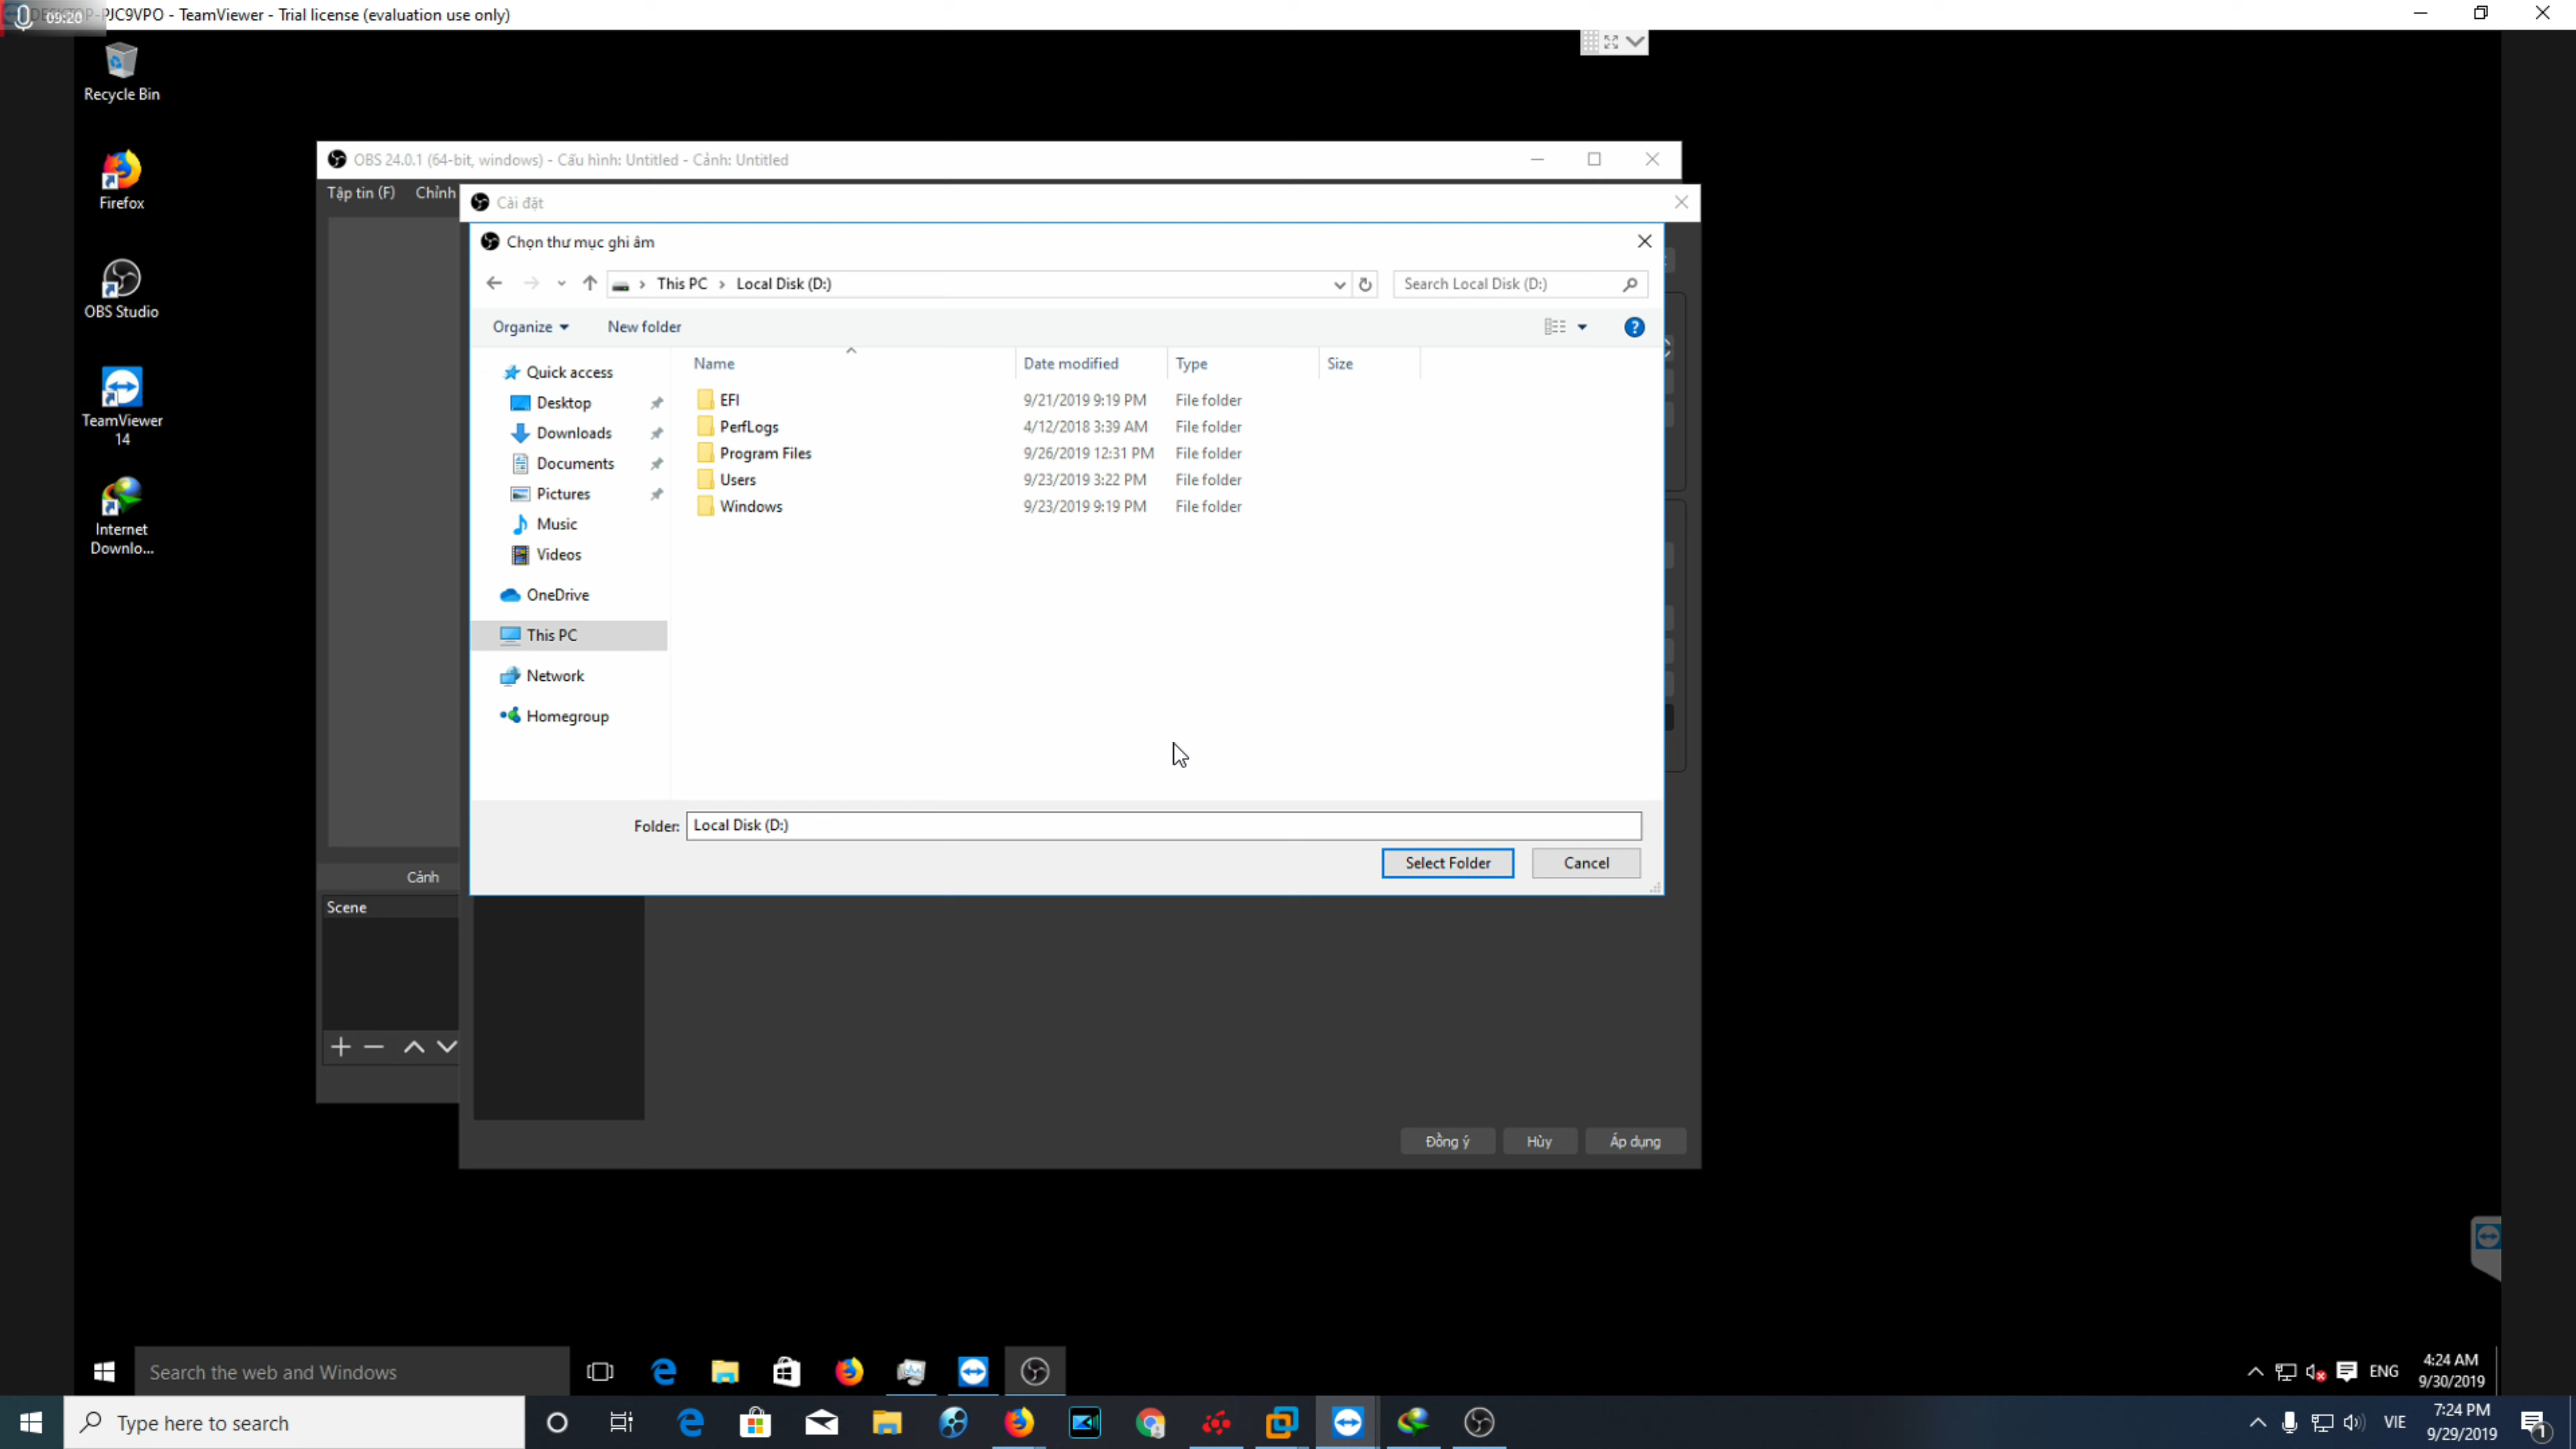 09:20
-PJC9VPO - TeamViewer - Trial license (evaluation use only)
Recycle Bin
Firefox
OBS Studio
TeamViewer
14
Internet
Downlo...
OBS 24.0.1 (64-bit, windows) - Cấu hình: Untitled - Cảnh: Untitled
Tập tin (F) Chỉnh
Cài đặt
Chọn thư mục ghi âm
This PC › Local Disk (D:)
Search Local Disk (D:)
Organize New folder
Name Date modified Type Size
Quick access
Desktop
Downloads
Documents
Pictures
Music
Videos
OneDrive
This PC
Network
Homegroup
EFI 9/21/2019 9:19 PM File folder
PerfLogs 4/12/2018 3:39 AM File folder
Program Files 9/26/2019 12:31 PM File folder
Users 9/23/2019 3:22 PM File folder
Windows 9/23/2019 9:19 PM File folder
Folder: Local Disk (D:)
Select Folder Cancel
Cảnh
Scene
Đồng ý Hủy Áp dụng
Search the web and Windows
ENG
4:24 AM
9/30/2019
Type here to search
VIE
7:24 PM
9/29/2019
1